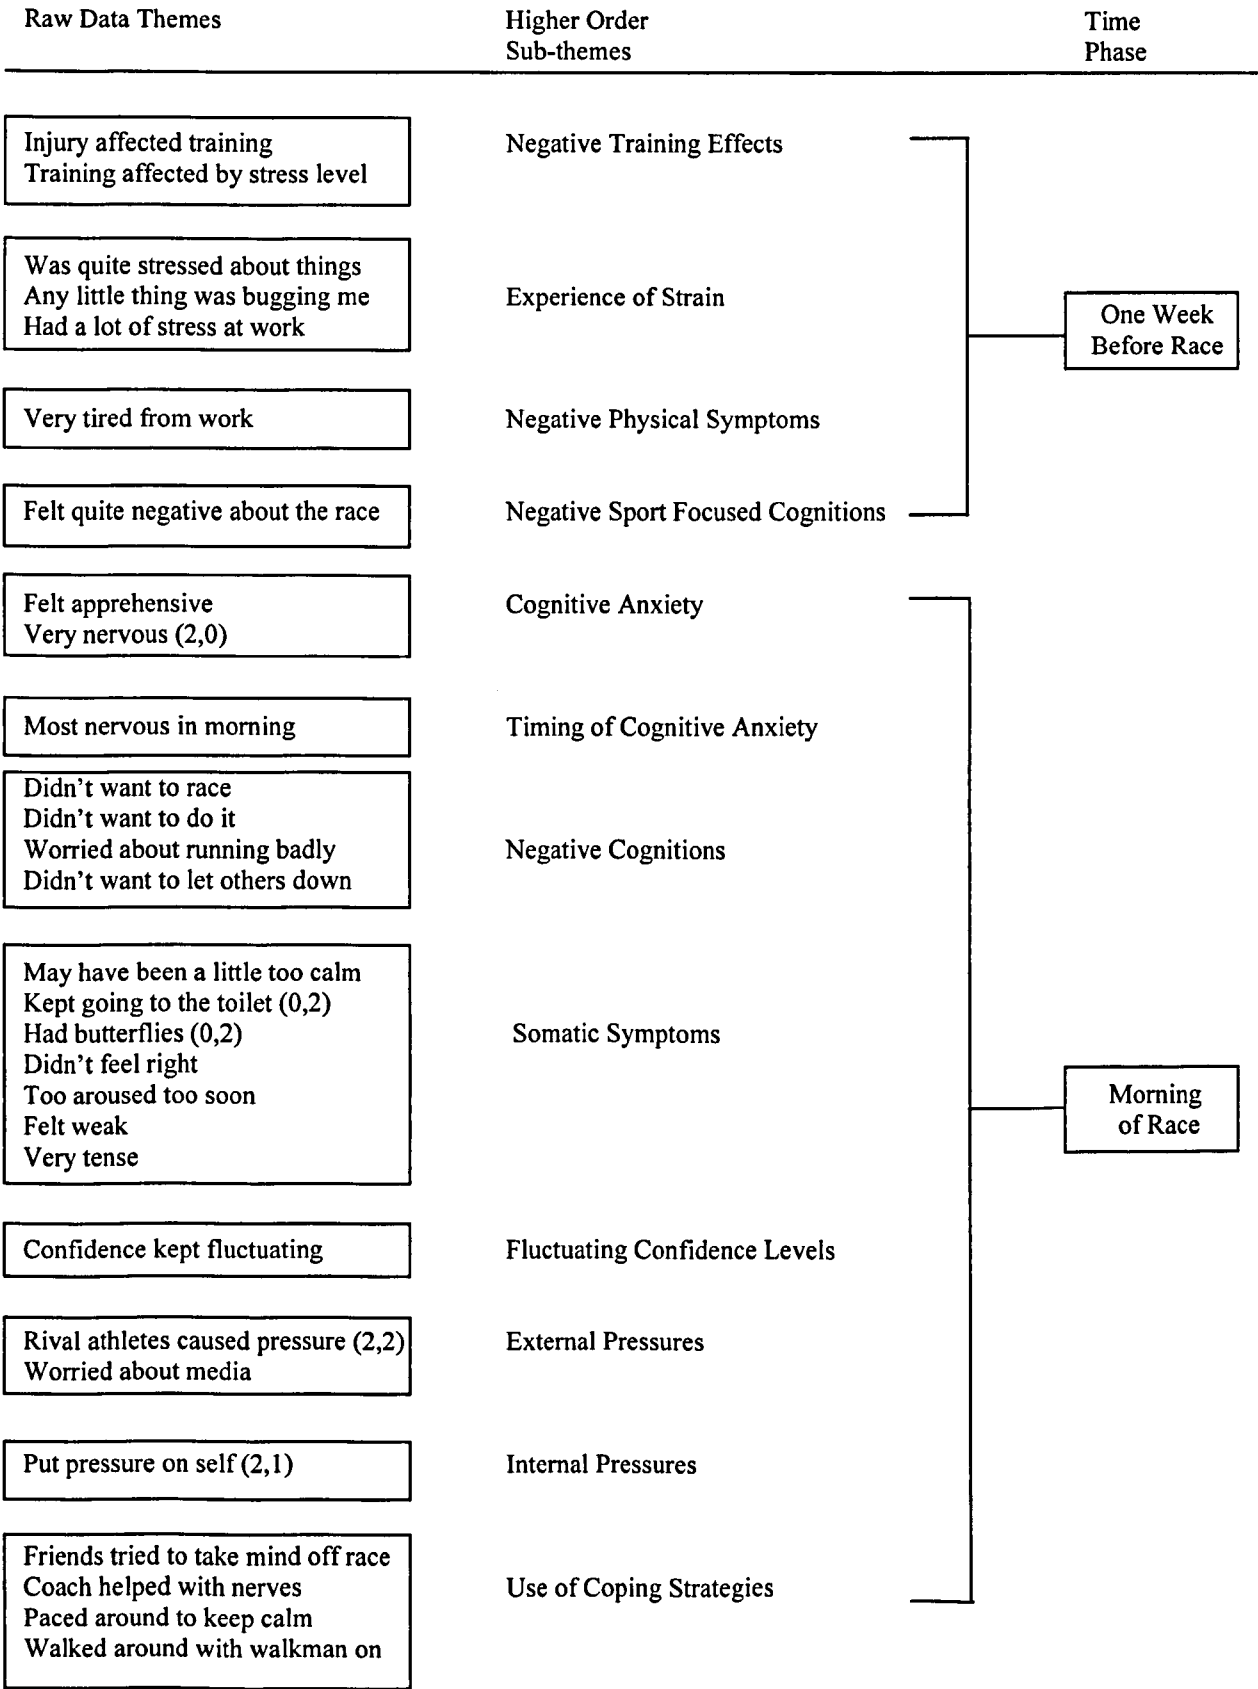 Raw Data Themes
Higher Order
Sub-themes
Time
Phase
Injury affected training
Training affected by stress level
Negative Training Effects
Was quite stressed about things
Any little thing was bugging me
Had a lot of stress at work
Experience of Strain
One Week
Before Race
Very tired from work
Negative Physical Symptoms
Felt quite negative about the race
Negative Sport Focused Cognitions
Felt apprehensive
Very nervous (2,0)
Cognitive Anxiety
Most nervous in morning
Timing of Cognitive Anxiety
Didn't want to race
Didn't want to do it
Worried about running badly
Didn't want to let others down
Negative Cognitions
May have been a little too calm
Kept going to the toilet (0,2)
Had butterflies (0,2)
Didn't feel right
Too aroused too soon
Felt weak
Very tense
Somatic Symptoms
Morning
of Race
Confidence kept fluctuating
Fluctuating Confidence Levels
Rival athletes caused pressure (2,2)
Worried about media
External Pressures
Put pressure on self (2,1)
Internal Pressures
Friends tried to take mind off race
Coach helped with nerves
Paced around to keep calm
Walked around with walkman on
Use of Coping Strategies